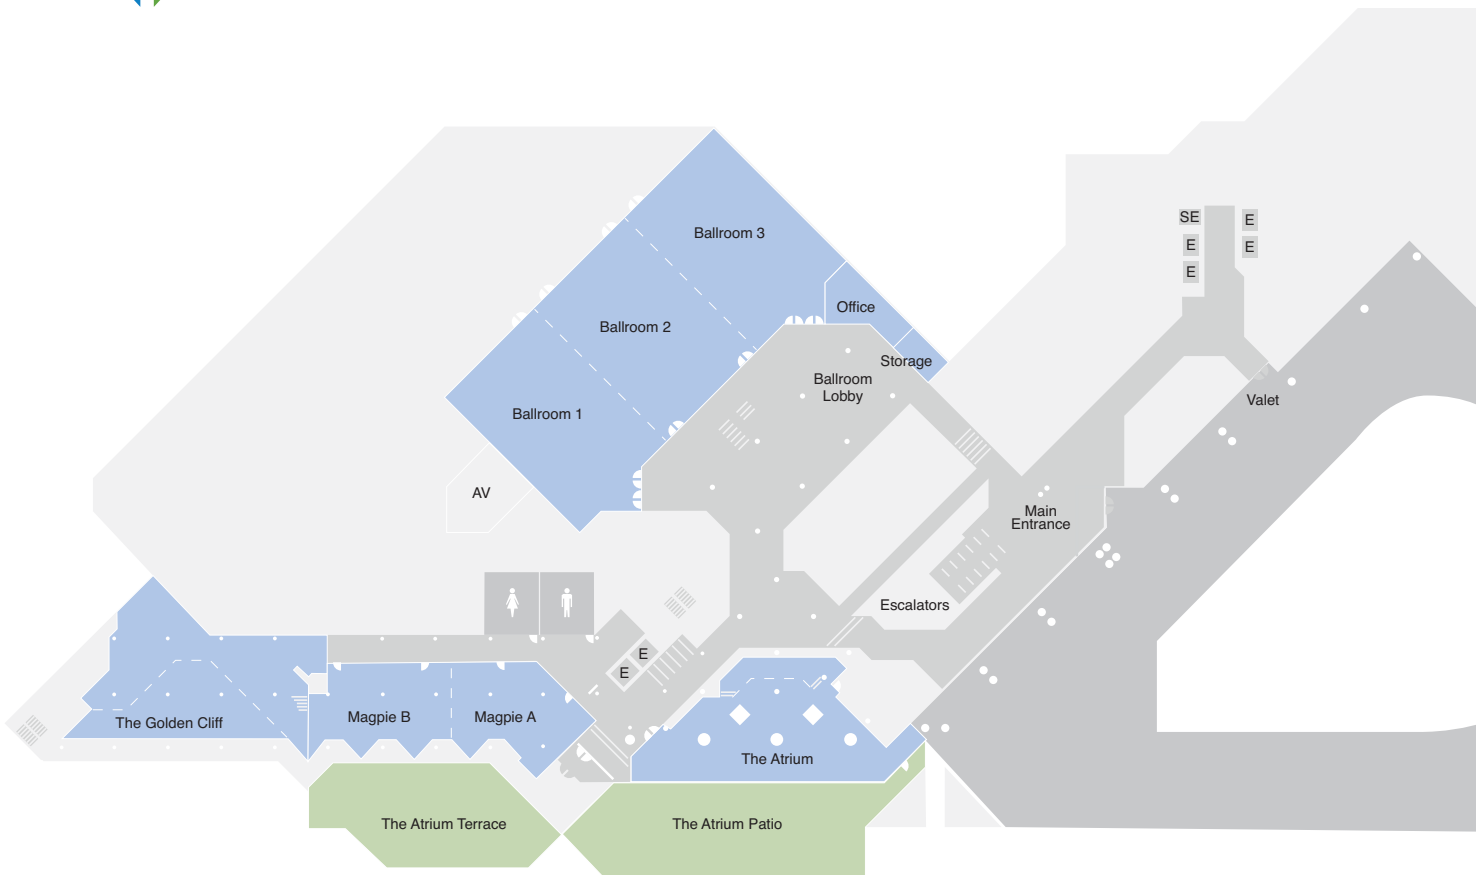 SE
E
E
E
E
Ballroom 3
Office
Ballroom 2
Storage
Ballroom
Lobby
Valet
Ballroom 1
AV
Main
Entrance
Escalators
E
E
The Golden Cliff
Magpie B
Magpie A
The Atrium
The Atrium Terrace
The Atrium Patio